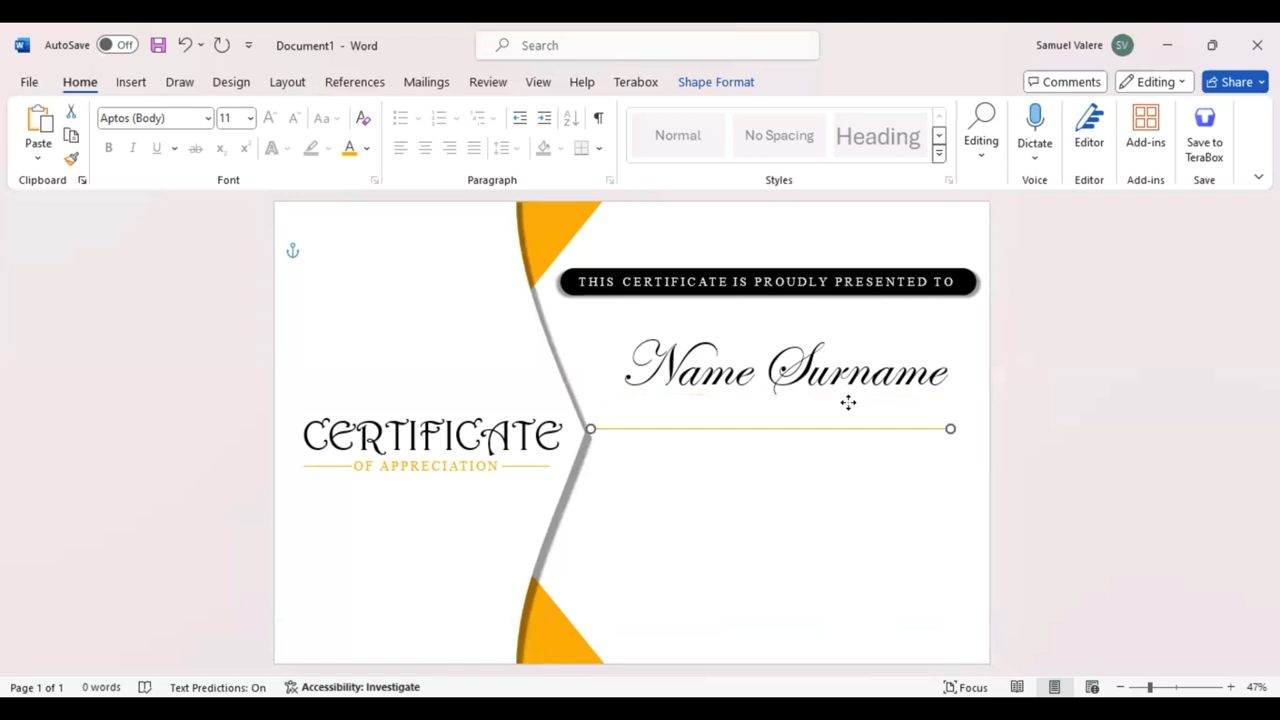 AutoSave Off Document1 - Word Search Samuel Valere SV
File Home Insert Draw Design Layout References Mailings Review View Help Terabox Shape Format Comments Editing Share
Paste Aptos (Body) 11 Aa Normal No Spacing Heading Editing Dictate Editor Add-ins Save to TeraBox
Clipboard Font Paragraph Styles Voice Editor Add-ins Save
THIS CERTIFICATE IS PROUDLY PRESENTED TO
Name Surname
CERTIFICATE
OF APPRECIATION
Page 1 of 1 0 words Text Predictions: On Accessibility: Investigate Focus 47%